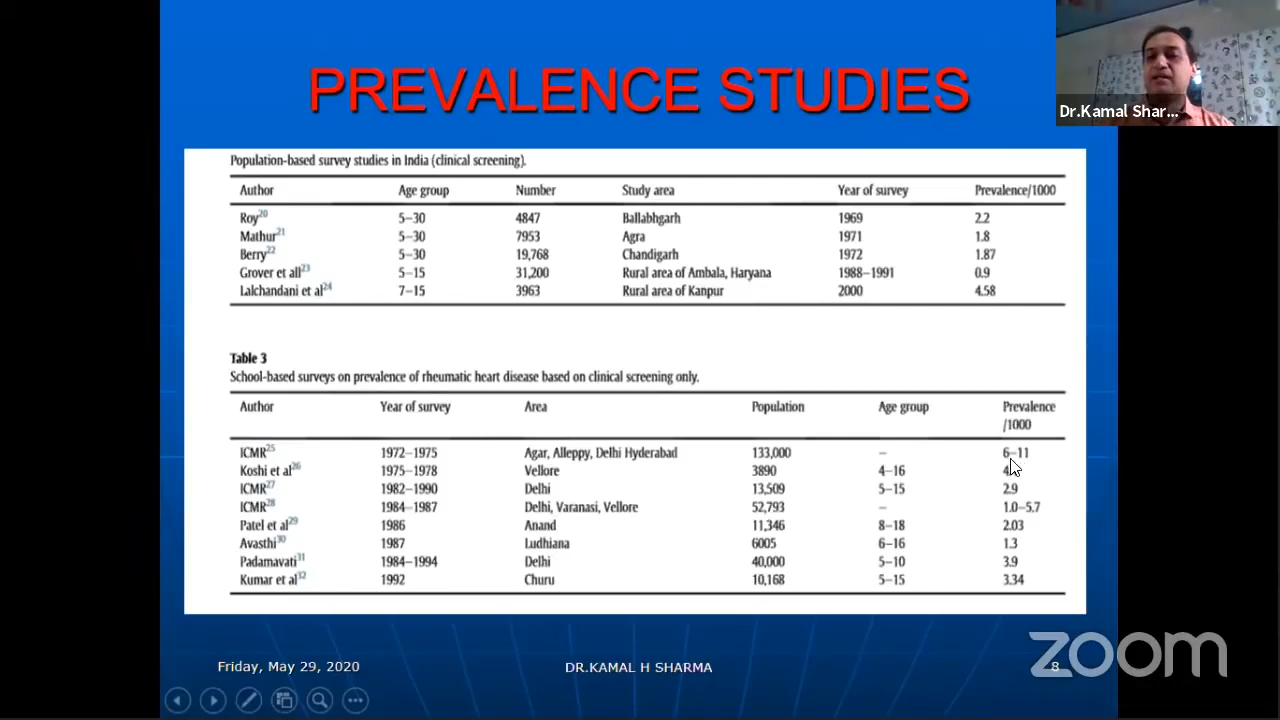 PREVALENCE STUDIES
Dr.Kamal Shar...
Population-based survey studies in India (clinical screening).
Author Age group Number Study area Year of survey Prevalence/1000
Roy20 5–30 4847 Ballabhgarh 1969 2.2
Mathur21 5–30 7953 Agra 1971 1.8
Berry22 5–30 19,768 Chandigarh 1972 1.87
Grover et all23 5–15 31,200 Rural area of Ambala, Haryana 1988–1991 0.9
Lalchandani et al24 7–15 3963 Rural area of Kanpur 2000 4.58
Table 3
School-based surveys on prevalence of rheumatic heart disease based on clinical screening only.
Author Year of survey Area Population Age group Prevalence
/1000
ICMR25 1972–1975 Agar, Alleppy, Delhi Hyderabad 133,000 – 6–11
Koshi et al26 1975–1978 Vellore 3890 4–16
ICMR27 1982–1990 Delhi 13,509 5–15 2.9
ICMR28 1984–1987 Delhi, Varanasi, Vellore 52,793 – 1.0–5.7
Patel et al29 1986 Anand 11,346 8–18 2.03
Avasthi30 1987 Ludhiana 6005 6–16 1.3
Padamavati31 1984–1994 Delhi 40,000 5–10 3.9
Kumar et al32 1992 Churu 10,168 5–15 3.34
Friday, May 29, 2020 DR.KAMAL H SHARMA 8
zoom